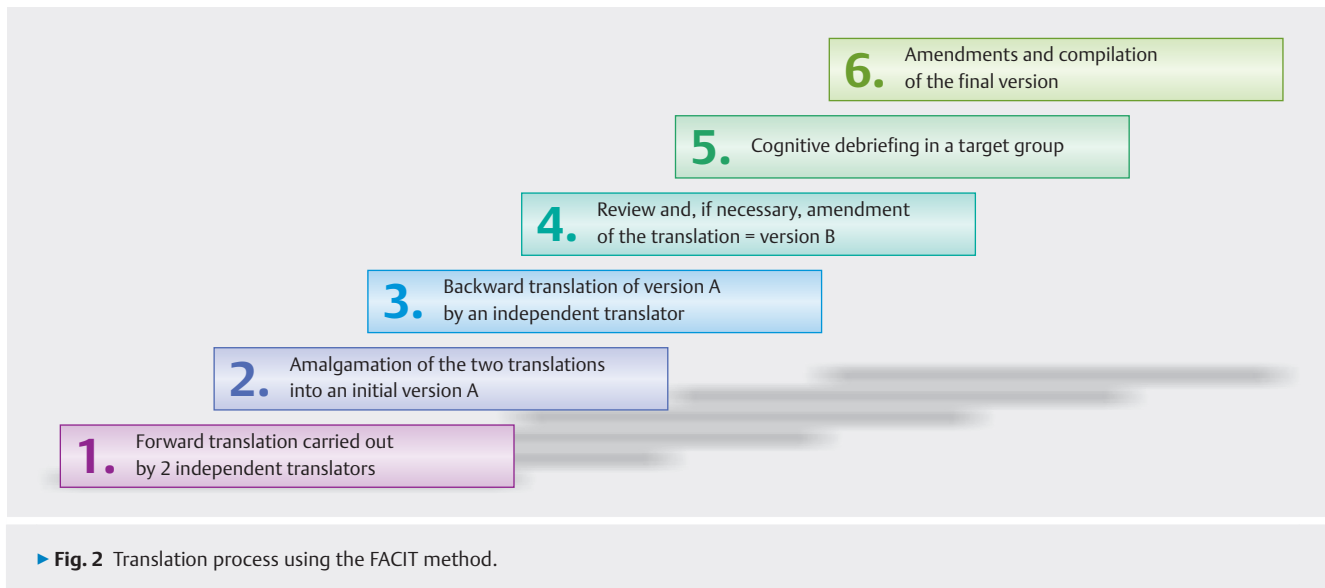 6. Amendments and compilation
of the final version
5. Cognitive debriefing in a target group
4. Review and, if necessary, amendment
of the translation = version B
3. Backward translation of version A
by an independent translator
2. Amalgamation of the two translations
into an initial version A
1. Forward translation carried out
by 2 independent translators
▶ Fig. 2 Translation process using the FACIT method.